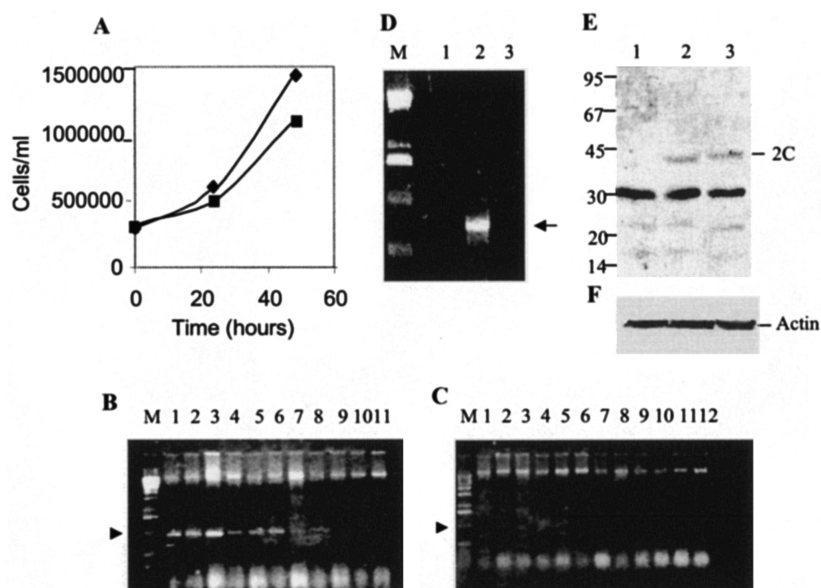 A
1500000
1000000
500000
0
Cells/ml
0 20 40 60
Time (hours)
D
M 1 2 3
E
1 2 3
95
67
45
30
20
14
2C
F
Actin
B
M 1 2 3 4 5 6 7 8 9 10 11
C
M 1 2 3 4 5 6 7 8 9 10 11 12